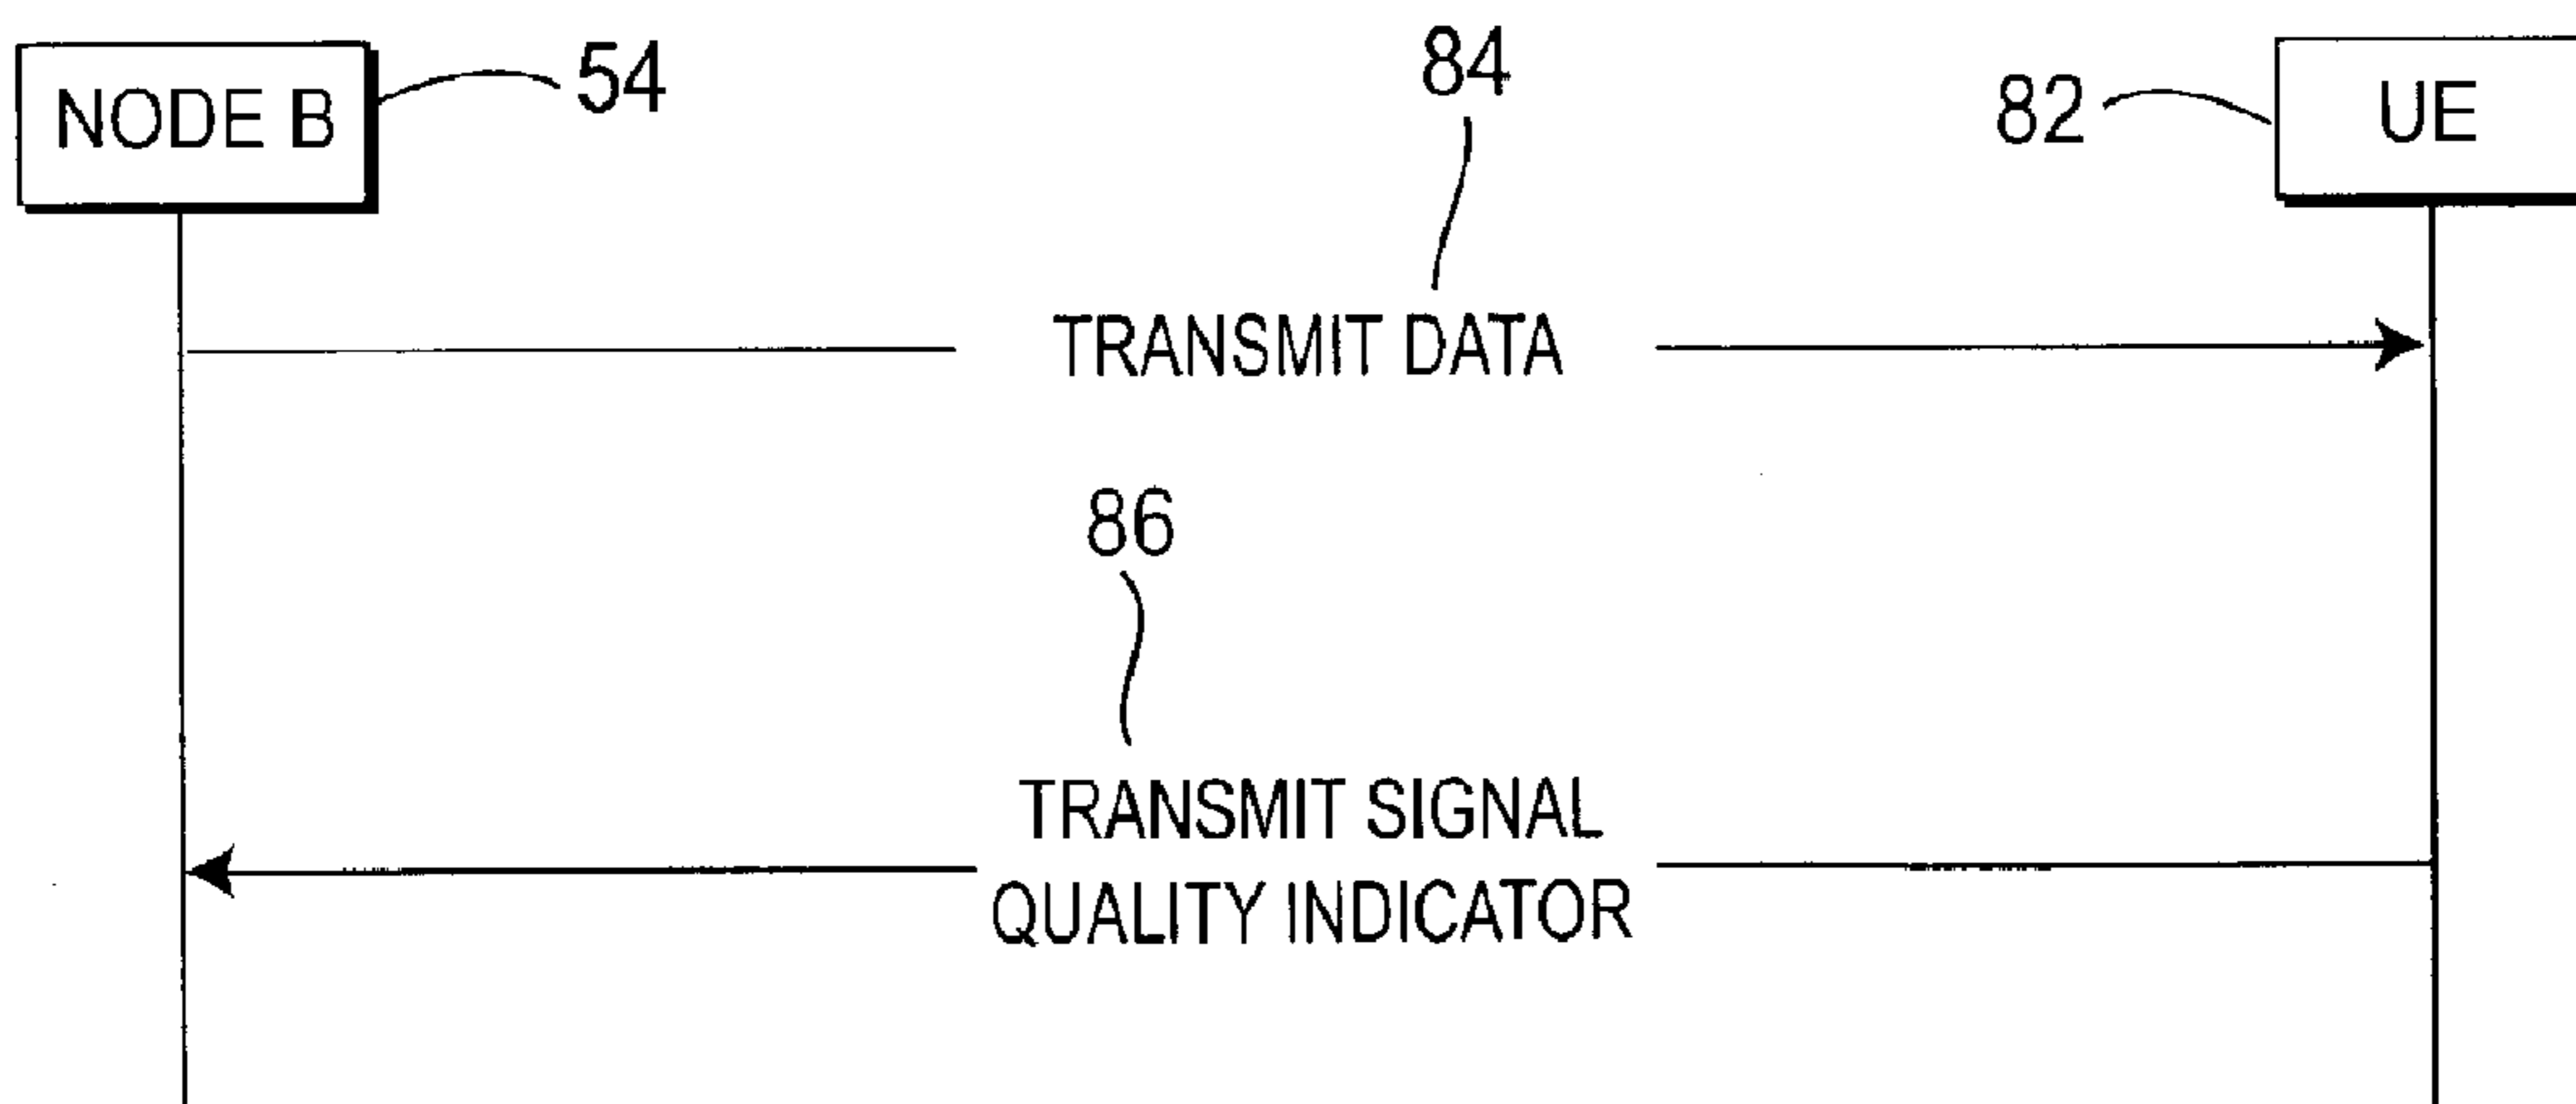 NODE B
54
84
82
UE
TRANSMIT DATA
86
TRANSMIT SIGNAL
QUALITY INDICATOR